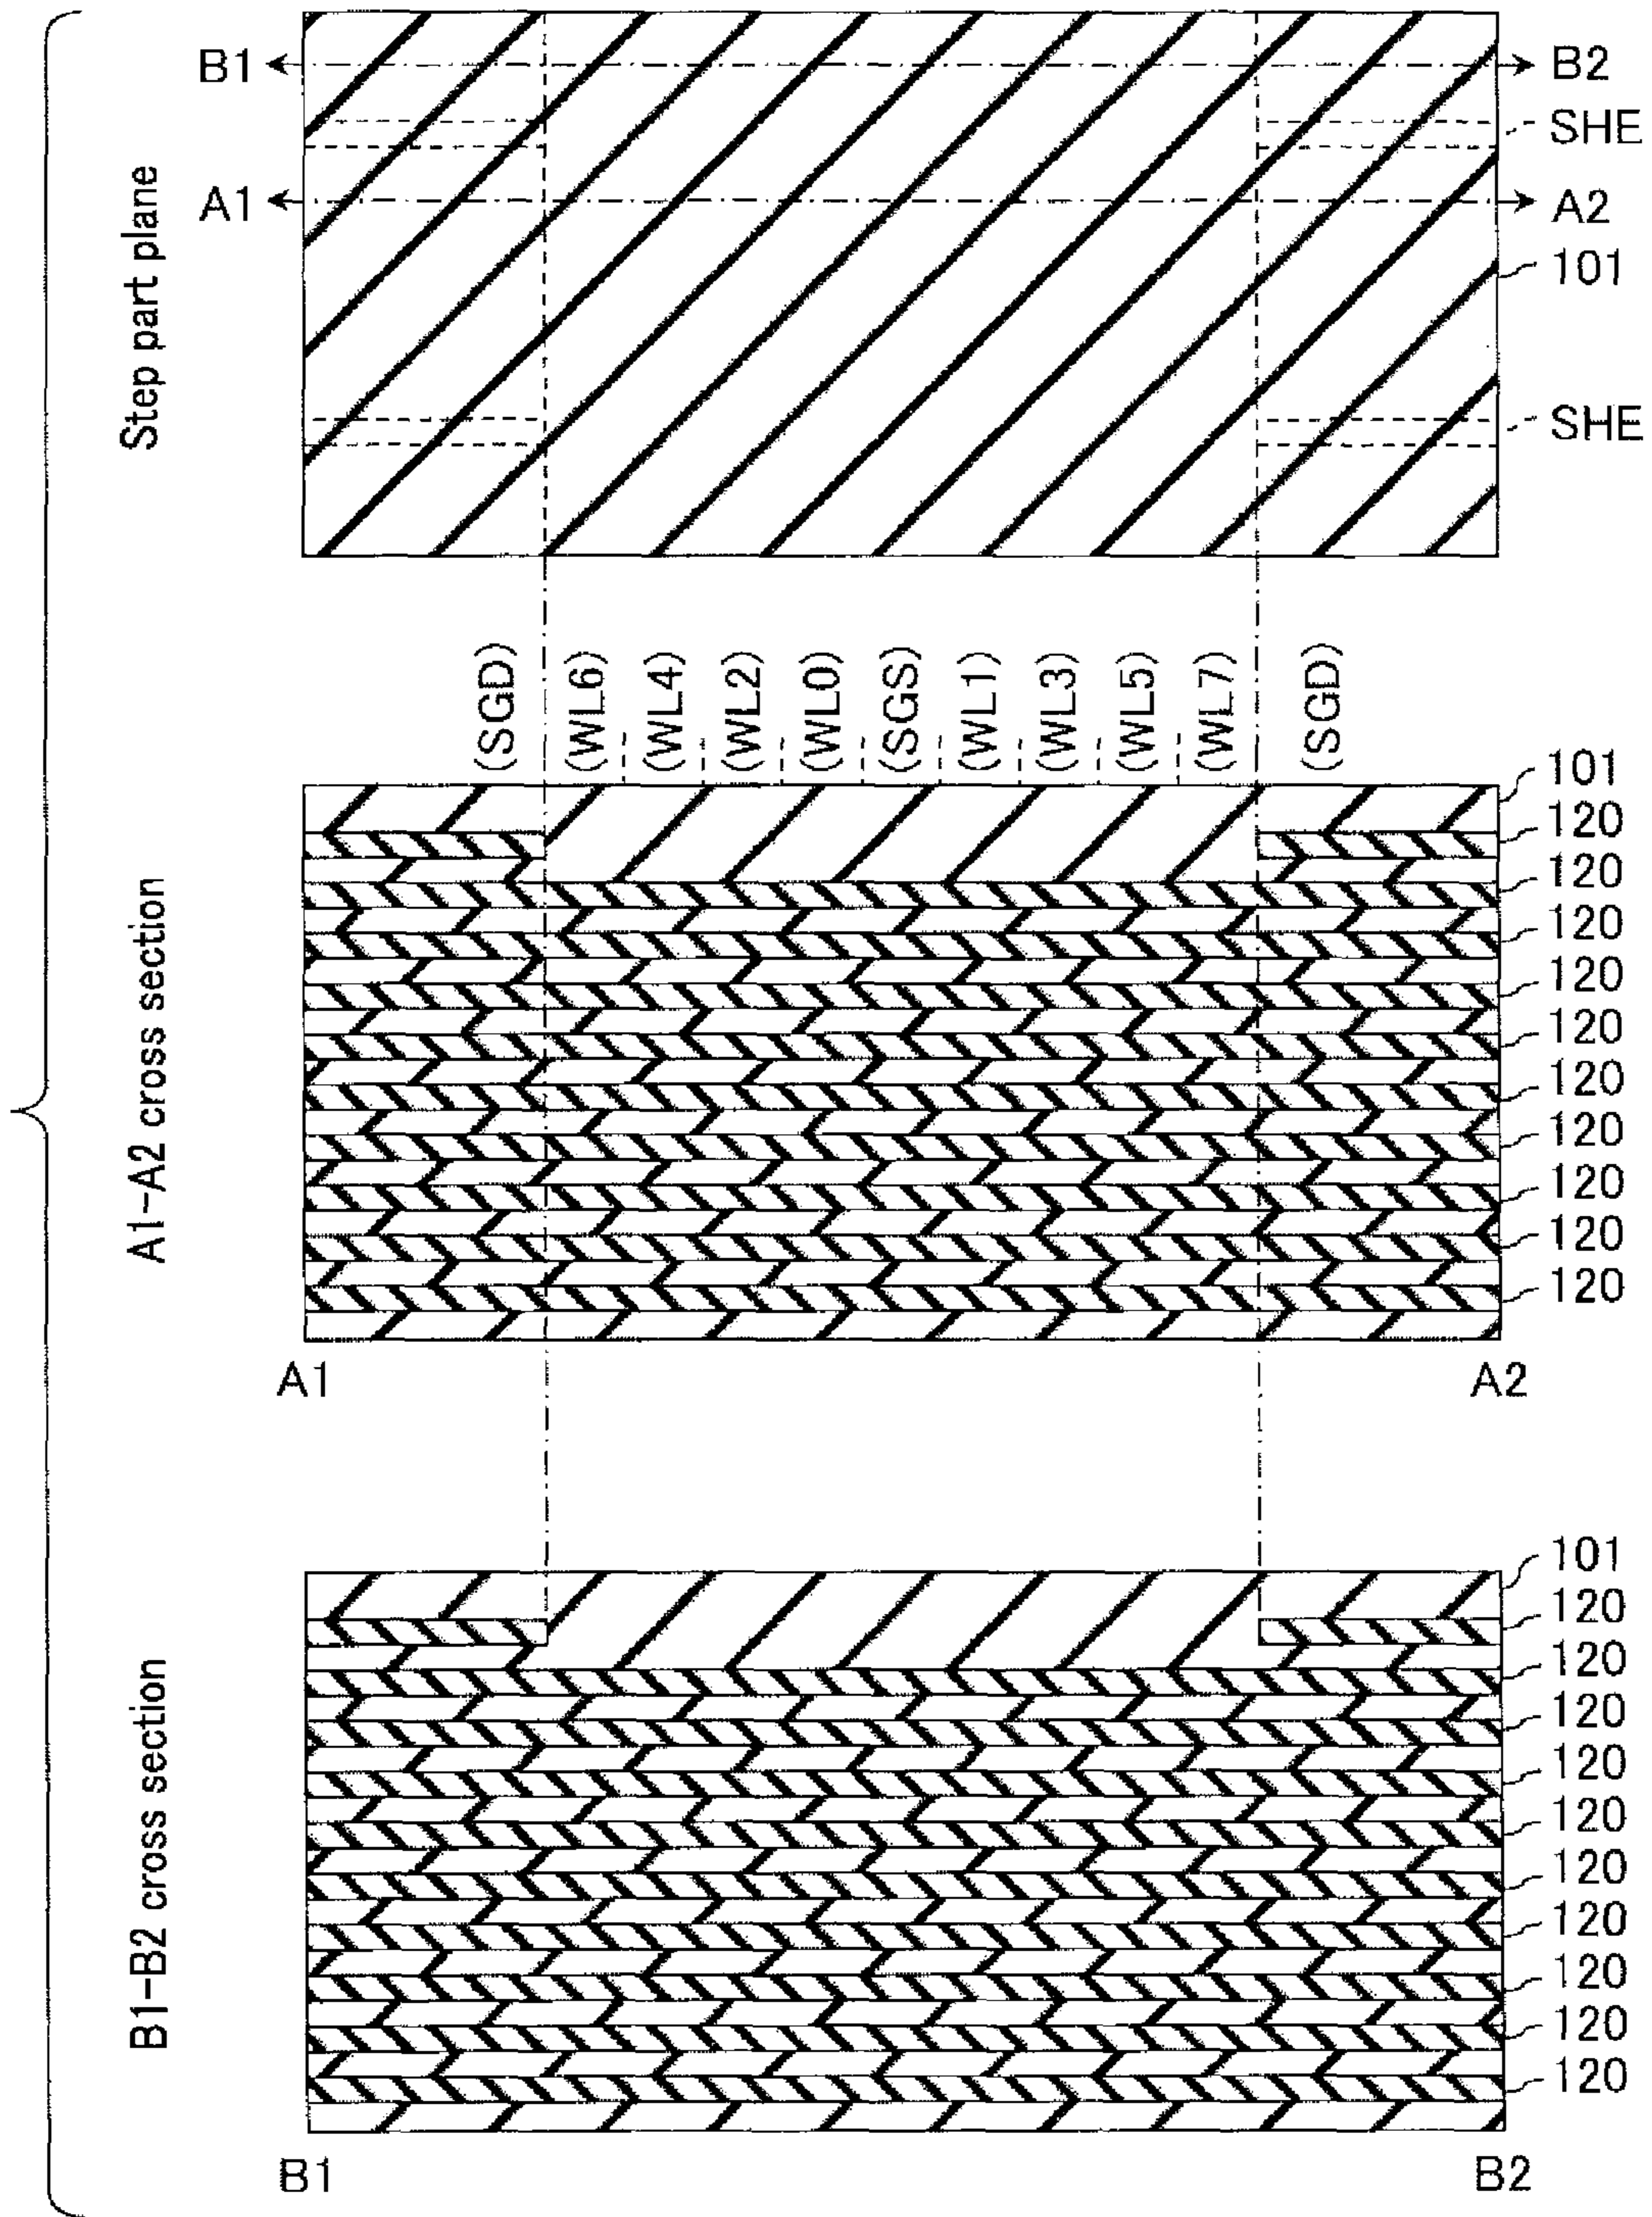 Step part plane
B1
B2
SHE
A1
A2
101
SHE
(SGD)
(WL6)
(WL4)
(WL2)
(WL0)
(SGS)
(WL1)
(WL3)
(WL5)
(WL7)
(SGD)
A1-A2 cross section
101
120
120
120
120
120
120
120
120
120
120
A1
A2
B1-B2 cross section
101
120
120
120
120
120
120
120
120
120
120
B1
B2